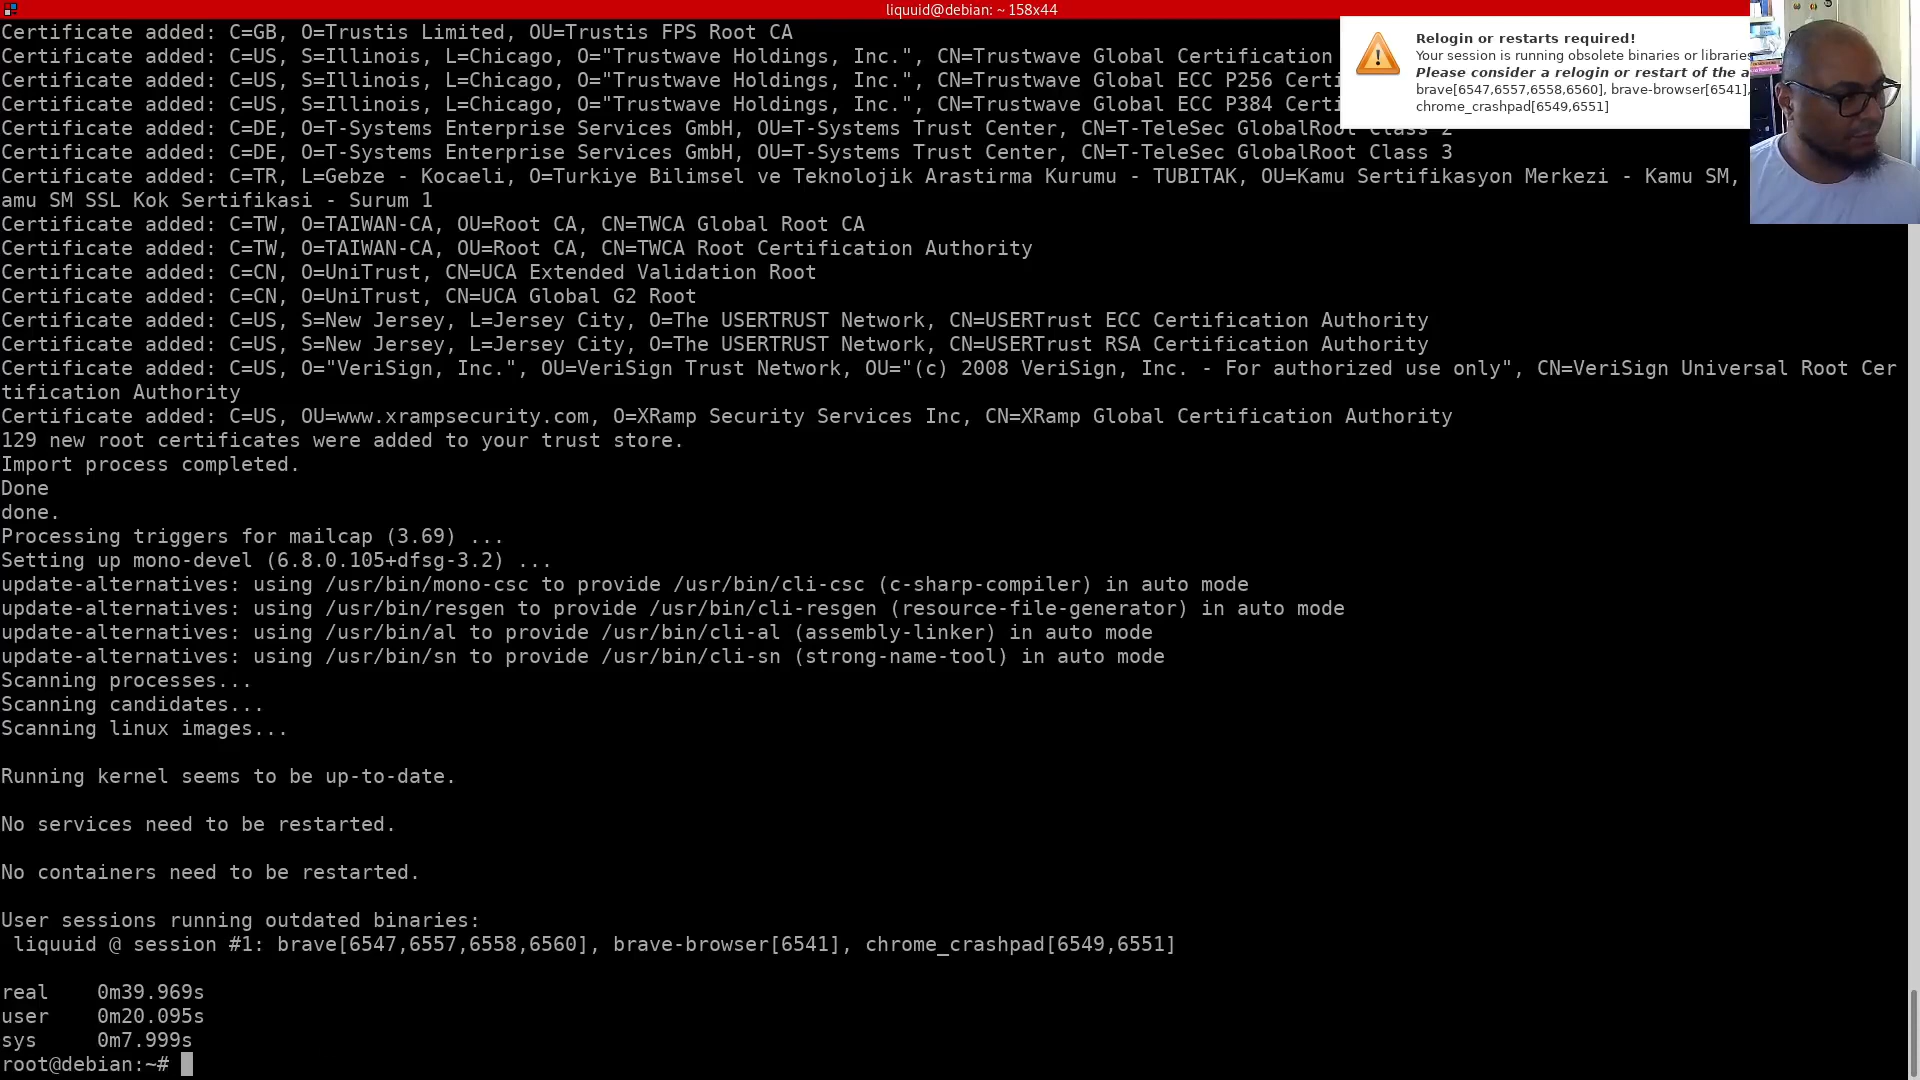 liquuid@debian: ~ 158x44
Certificate added: C=GB, O=Trustis Limited, OU=Trustis FPS Root CA
Certificate added: C=US, S=Illinois, L=Chicago, O="Trustwave Holdings, Inc.", CN=Trustwave Global Certification
Certificate added: C=US, S=Illinois, L=Chicago, O="Trustwave Holdings, Inc.", CN=Trustwave Global ECC P256 Certi
Certificate added: C=US, S=Illinois, L=Chicago, O="Trustwave Holdings, Inc.", CN=Trustwave Global ECC P384 Certi
Certificate added: C=DE, O=T-Systems Enterprise Services GmbH, OU=T-Systems Trust Center, CN=T-TeleSec GlobalRoot Class 2
Certificate added: C=DE, O=T-Systems Enterprise Services GmbH, OU=T-Systems Trust Center, CN=T-TeleSec GlobalRoot Class 3
Certificate added: C=TR, L=Gebze - Kocaeli, O=Turkiye Bilimsel ve Teknolojik Arastirma Kurumu - TUBITAK, OU=Kamu Sertifikasyon Merkezi - Kamu SM,
amu SM SSL Kok Sertifikasi - Surum 1
Certificate added: C=TW, O=TAIWAN-CA, OU=Root CA, CN=TWCA Global Root CA
Certificate added: C=TW, O=TAIWAN-CA, OU=Root CA, CN=TWCA Root Certification Authority
Certificate added: C=CN, O=UniTrust, CN=UCA Extended Validation Root
Certificate added: C=CN, O=UniTrust, CN=UCA Global G2 Root
Certificate added: C=US, S=New Jersey, L=Jersey City, O=The USERTRUST Network, CN=USERTrust ECC Certification Authority
Certificate added: C=US, S=New Jersey, L=Jersey City, O=The USERTRUST Network, CN=USERTrust RSA Certification Authority
Certificate added: C=US, O="VeriSign, Inc.", OU=VeriSign Trust Network, OU="(c) 2008 VeriSign, Inc. - For authorized use only", CN=VeriSign Universal Root Cer
tification Authority
Certificate added: C=US, OU=www.xrampsecurity.com, O=XRamp Security Services Inc, CN=XRamp Global Certification Authority
129 new root certificates were added to your trust store.
Import process completed.
Done
done.
Processing triggers for mailcap (3.69) ...
Setting up mono-devel (6.8.0.105+dfsg-3.2) ...
update-alternatives: using /usr/bin/mono-csc to provide /usr/bin/cli-csc (c-sharp-compiler) in auto mode
update-alternatives: using /usr/bin/resgen to provide /usr/bin/cli-resgen (resource-file-generator) in auto mode
update-alternatives: using /usr/bin/al to provide /usr/bin/cli-al (assembly-linker) in auto mode
update-alternatives: using /usr/bin/sn to provide /usr/bin/cli-sn (strong-name-tool) in auto mode
Scanning processes...
Scanning candidates...
Scanning linux images...
Running kernel seems to be up-to-date.
No services need to be restarted.
No containers need to be restarted.
User sessions running outdated binaries:
liquuid @ session #1: brave[6547,6557,6558,6560], brave-browser[6541], chrome_crashpad[6549,6551]
real 0m39.969s
user 0m20.095s
sys 0m7.999s
root@debian:~#
Relogin or restarts required!
Your session is running obsolete binaries or libraries
Please consider a relogin or restart of the a
brave[6547,6557,6558,6560], brave-browser[6541],
chrome_crashpad[6549,6551]